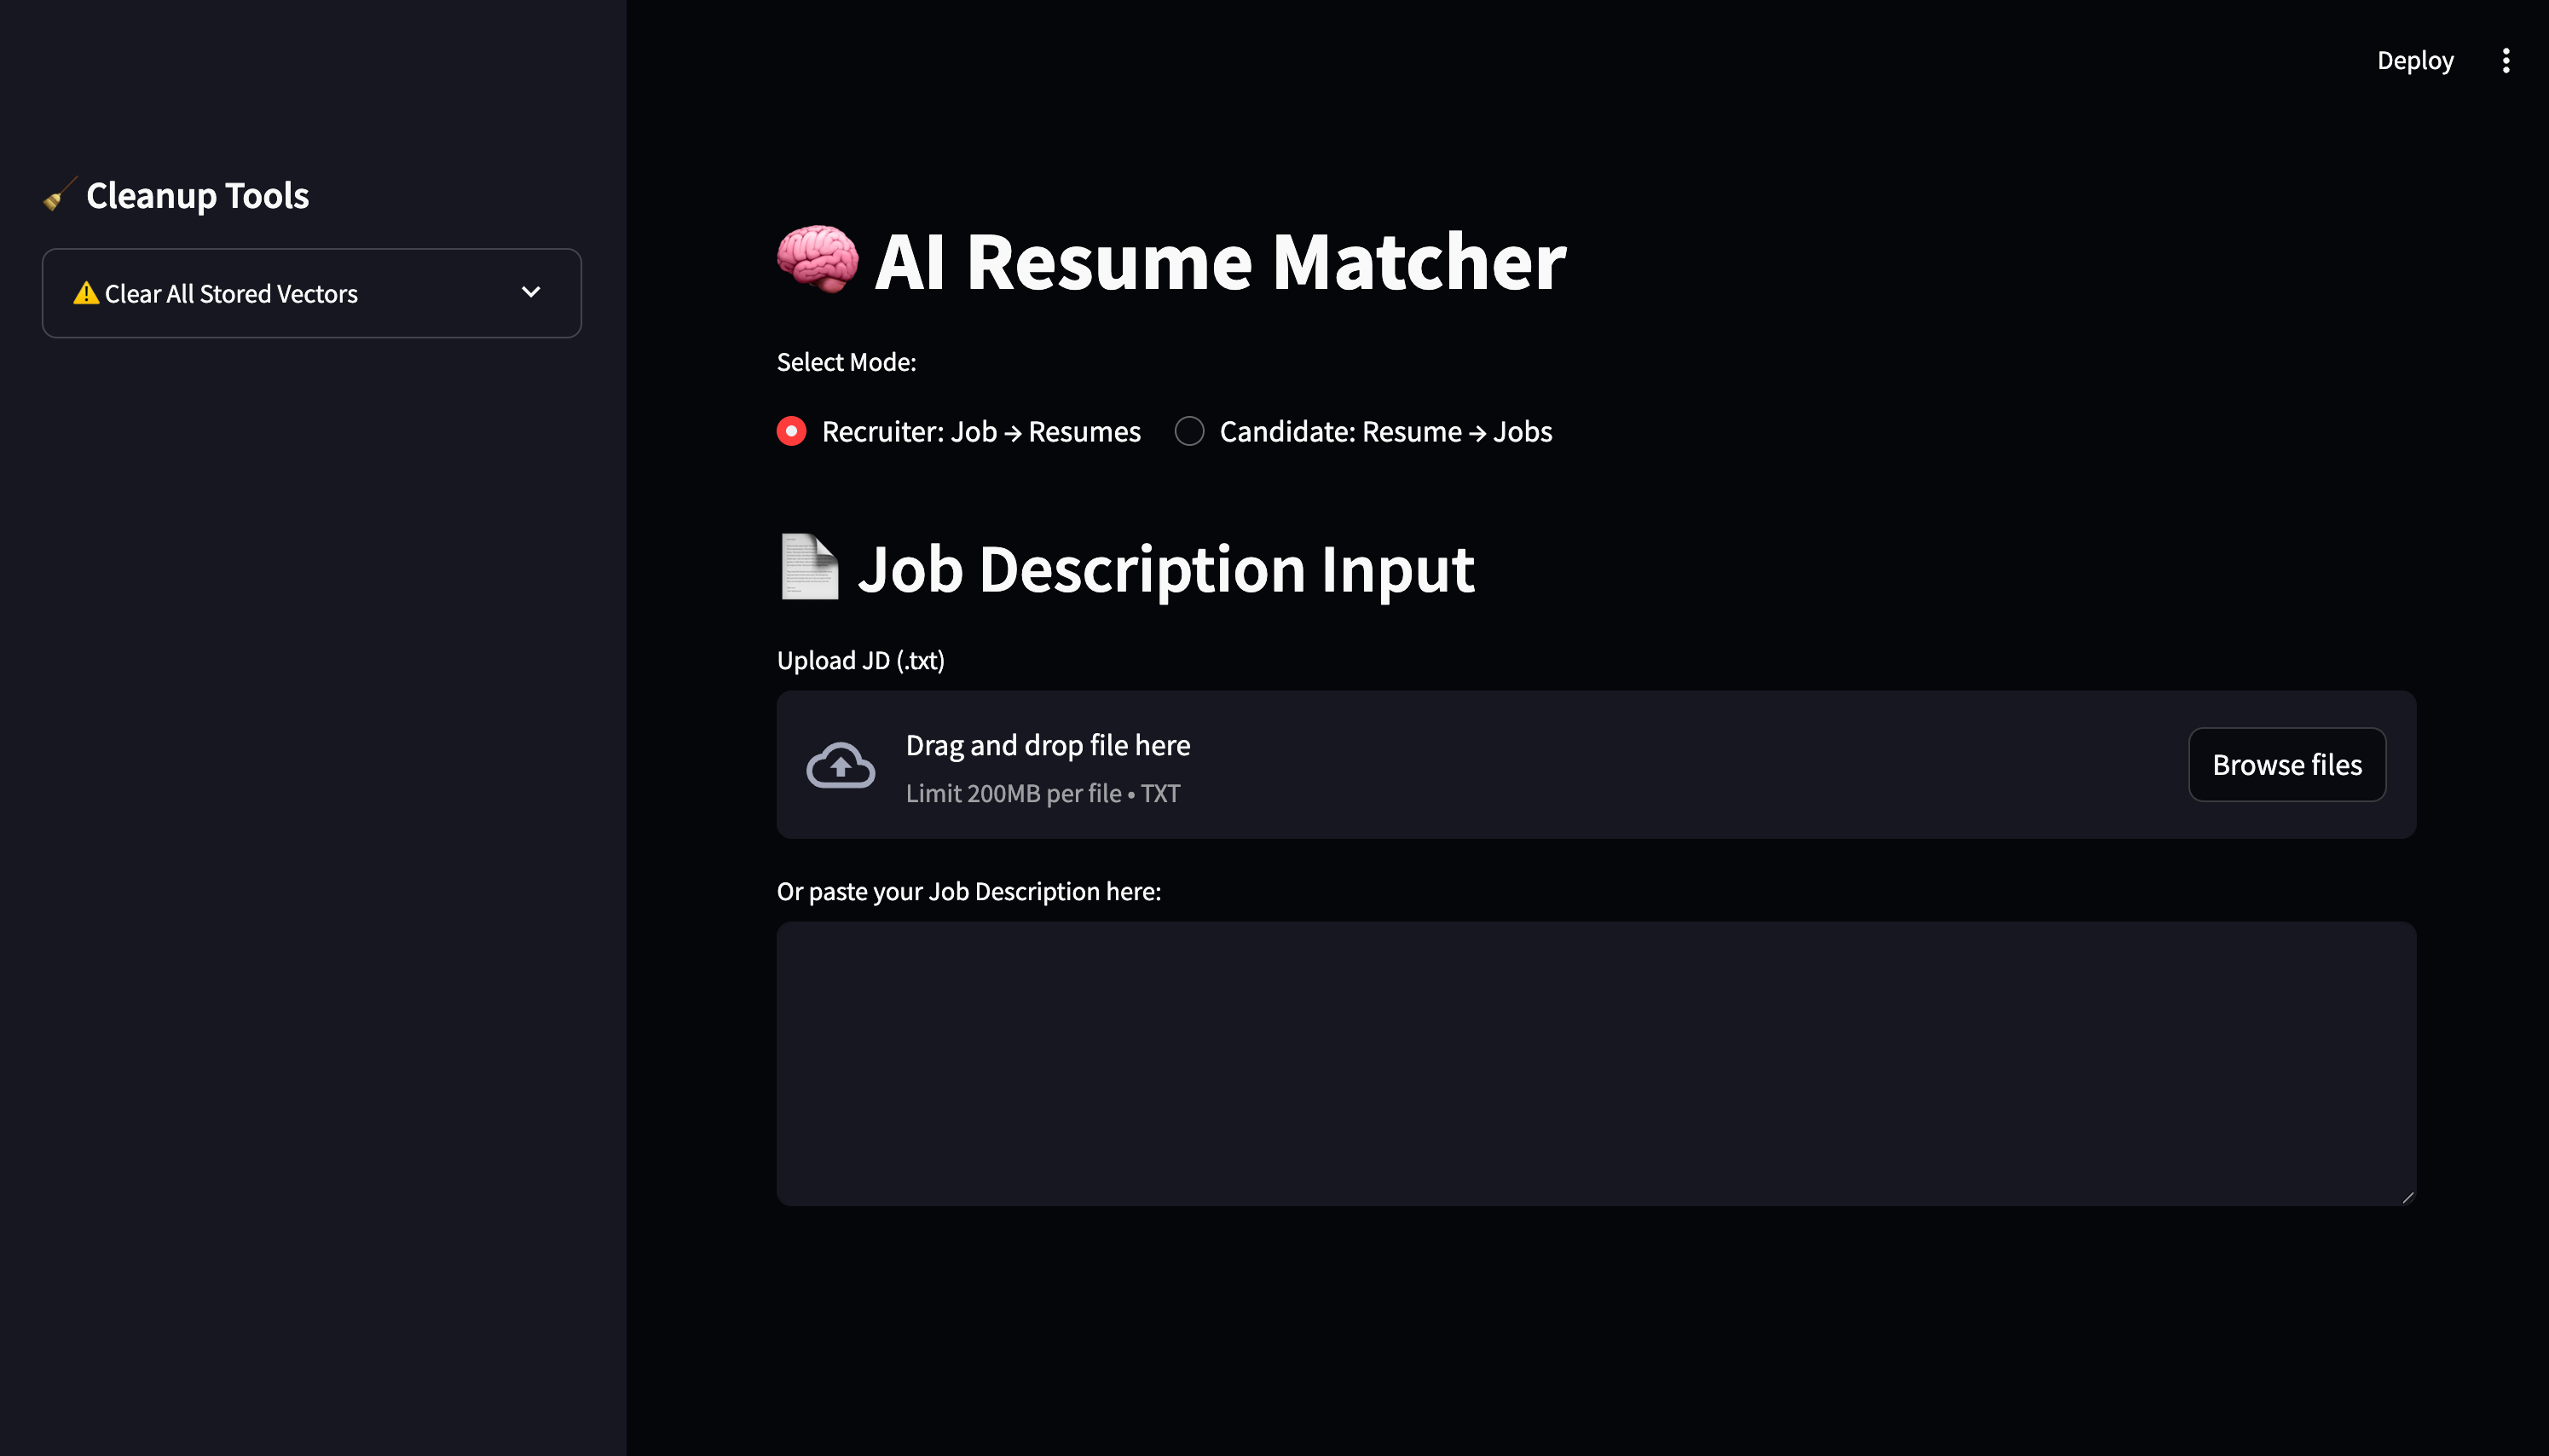 Deploy
Cleanup Tools
Clear All Stored Vectors
AI Resume Matcher
Select Mode:
Recruiter: Job → Resumes Candidate: Resume → Jobs
Job Description Input
Upload JD (.txt)
Drag and drop file here
Limit 200MB per file • TXT
Browse files
Or paste your Job Description here: